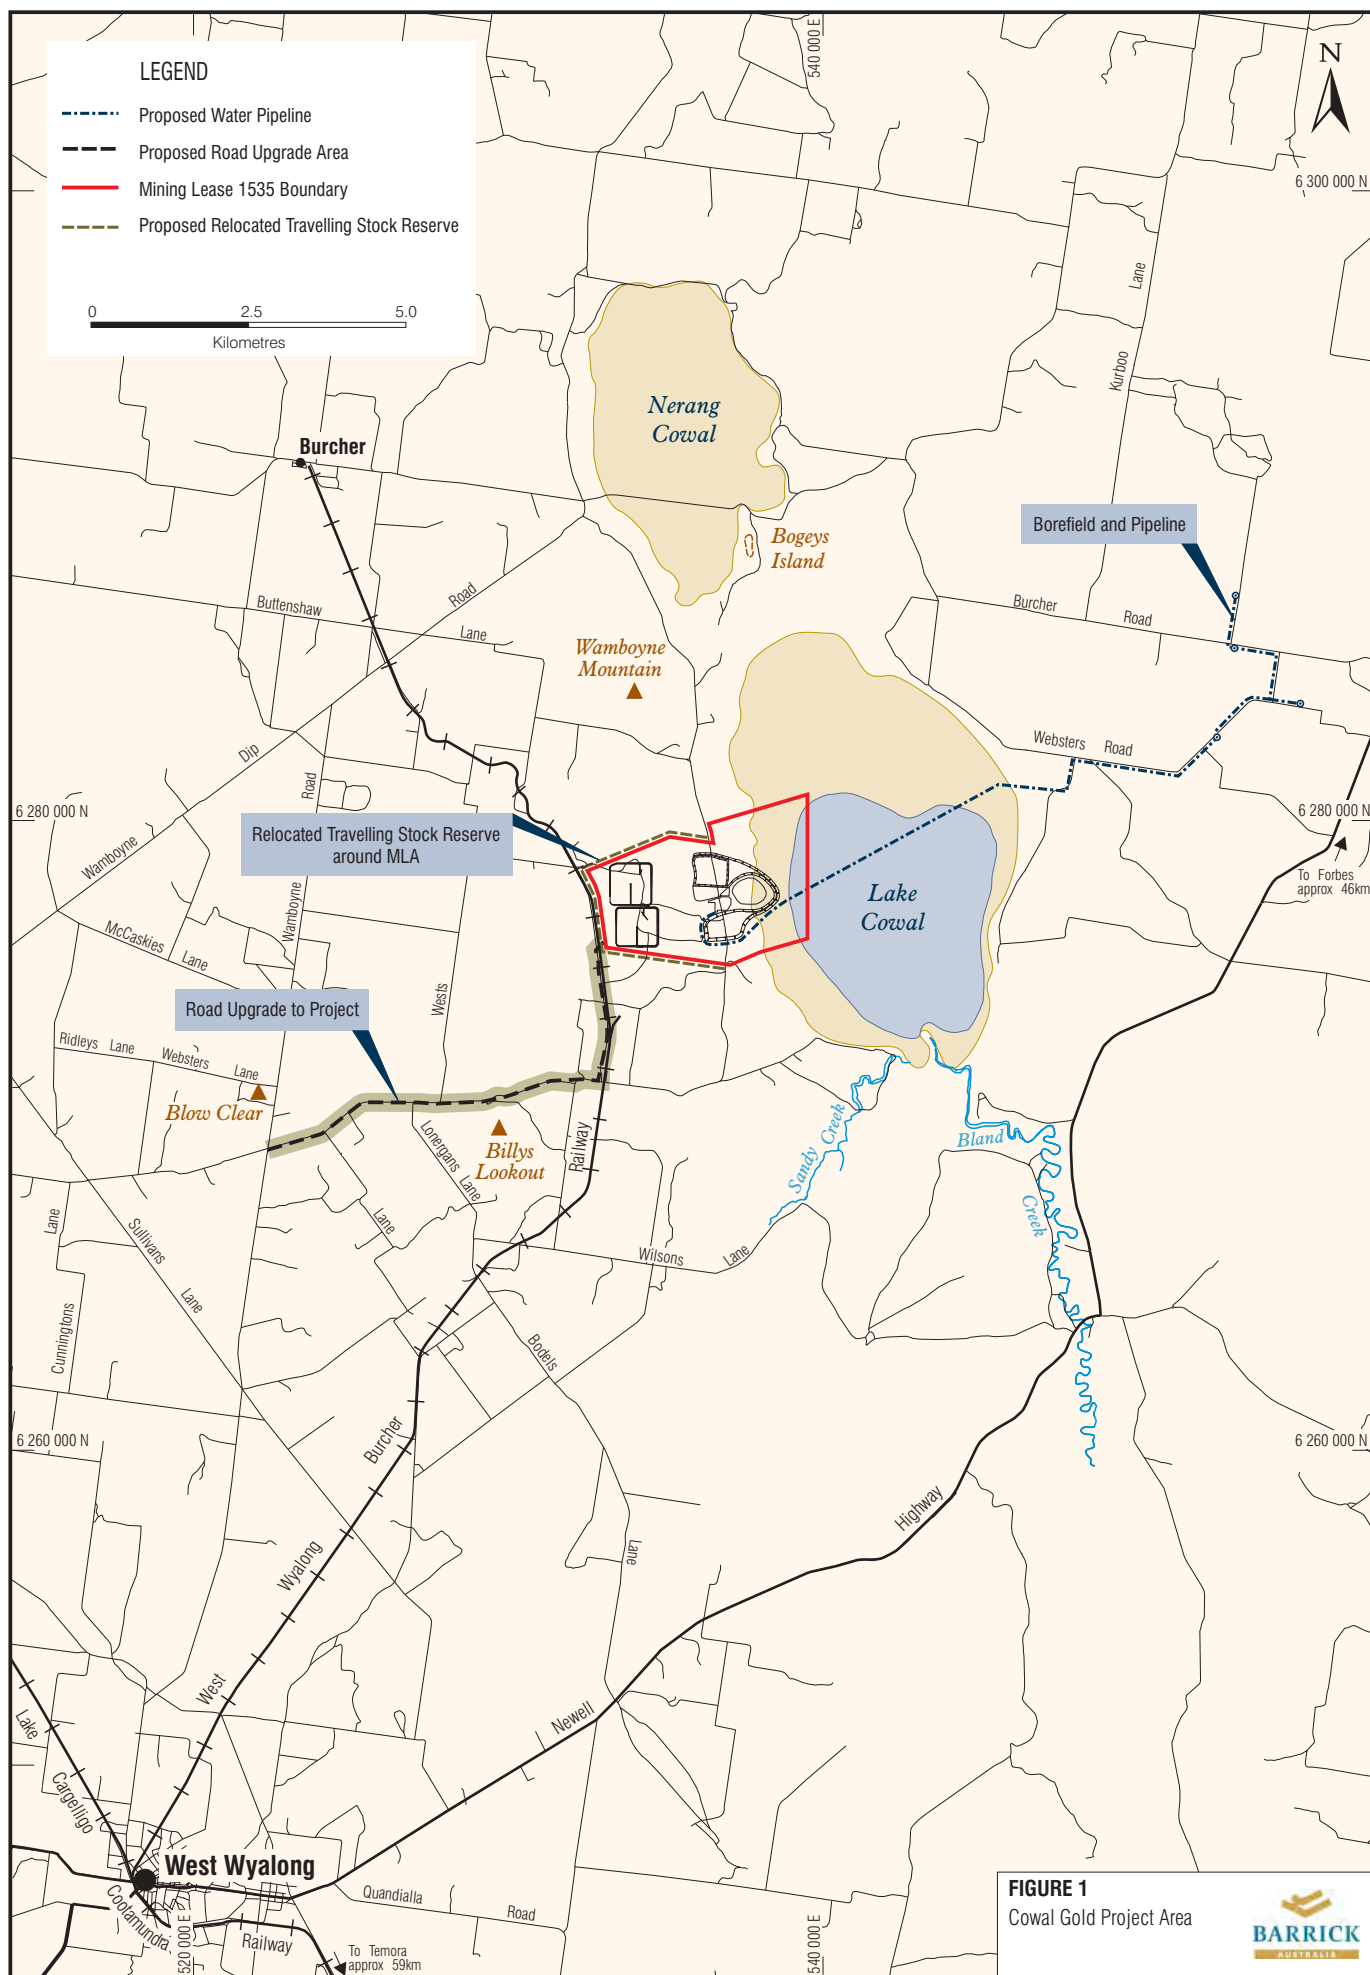 LEGEND
Proposed Water Pipeline
Proposed Road Upgrade Area
Mining Lease 1535 Boundary
Proposed Relocated Travelling Stock Reserve
0 2.5 5.0
Kilometres
540 000 E
N
6 300 000 N
Lane
Kurboo
Nerang
Cowal
Burcher
Borefield and Pipeline
Bogeys
Island
Buttenshaw
Lane
Road
Burcher
Road
Wamboyne
Mountain
Websters Road
Dip
Road
6 280 000 N
6 280 000 N
Relocated Travelling Stock Reserve
around MLA
Wamboyne
To Forbes
approx 46km
Lake
Cowal
Wamboyne
McCaskies
Lane
Wests
Road Upgrade to Project
Ridleys Lane
Websters
Lane
Blow Clear
Billys
Lookout
Lonergans
Lane
Railway
Sandy Creek
Bland
Creek
Lane
Cunningtons
Sullivans
Lane
Lane
Wilsons
Lane
Bodels
Lane
6 260 000 N
6 260 000 N
Burcher
Wyalong
West
Highway
Newell
Lake
Cargelligo
West Wyalong
Cootamundra
Railway
Quandialla
Road
520 000 E
To Temora
approx 59km
540 000 E
FIGURE 1
Cowal Gold Project Area
BARRICK
AUSTRALIA